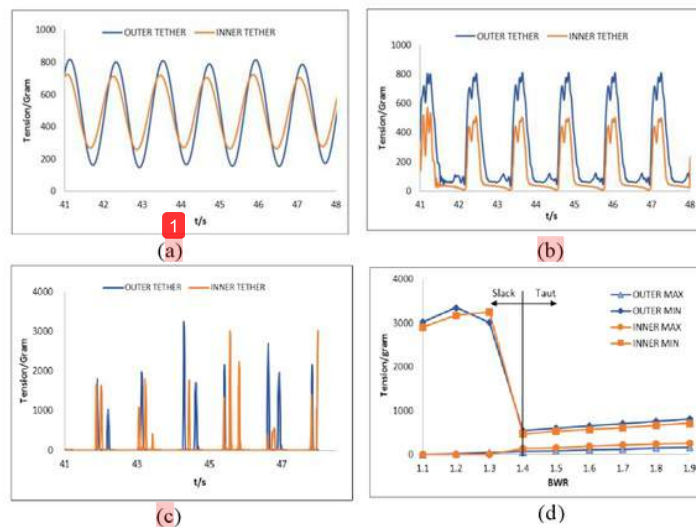 OUTER TETHER INNER TETHER
1000
800
600
400
200
0
Tension/Gram
41 42 43 44 45 46 47 48
t/s
1
(a)
OUTER TETHER INNER TETHER
1000
800
600
400
200
0
Tension/Gram
41 42 43 44 45 46 47 48
t/s
(b)
OUTER TETHER INNER TETHER
4000
3000
2000
1000
0
Tension/Gram
41 43 45 47
t/s
(c)
Slack Taut
OUTER MAX
OUTER MIN
INNER MAX
INNER MIN
4000
3000
2000
1000
0
Tension/gram
1.1 1.2 1.3 1.4 1.5 1.6 1.7 1.8 1.9
BWR
(d)